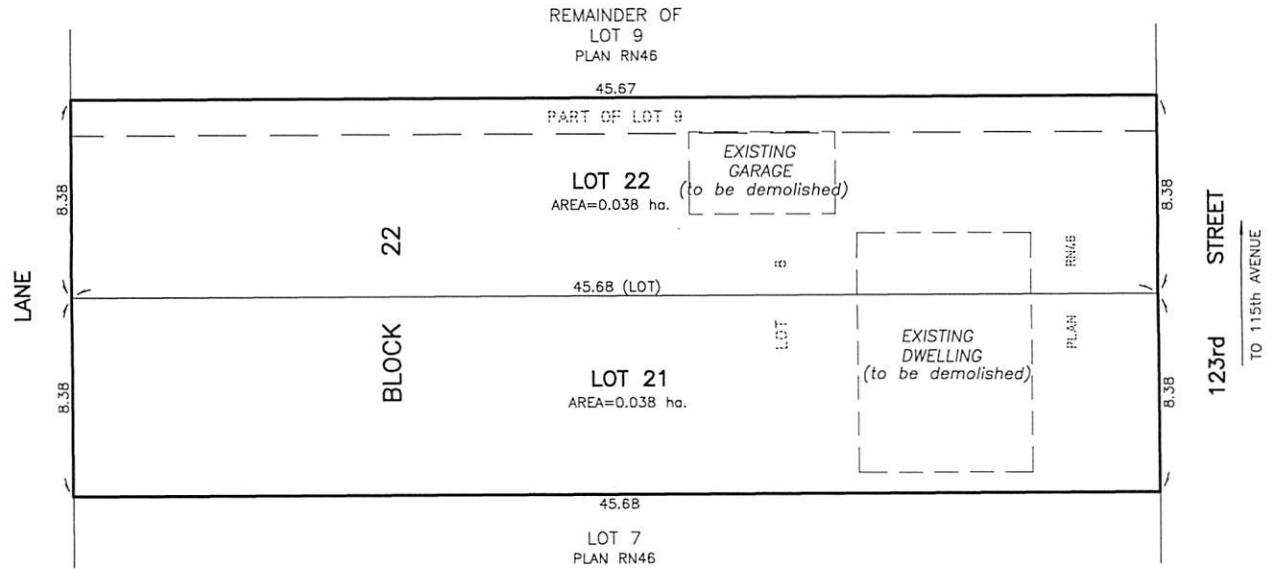 REMAINDER OF
LOT 9
PLAN RN46
45.67
PART OF LOT 9
EXISTING
GARAGE
(to be demolished)
LOT 22
AREA=0.038 ha.
8.38
8.38
LANE
BLOCK 22
45.68 (LOT)
LOT 8
PLAN RN46
123rd STREET
TO 115th AVENUE
EXISTING
DWELLING
(to be demolished)
LOT 21
AREA=0.038 ha.
8.38
8.38
45.68
LOT 7
PLAN RN46